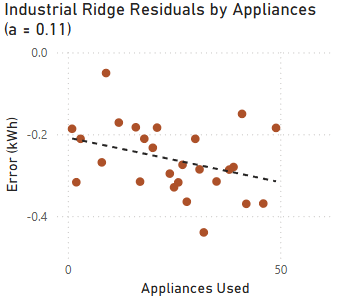 Industrial Ridge Residuals by Appliances
(a = 0.11)
0.0
-0.2
-0.4
Error (kWh)
0
50
Appliances Used